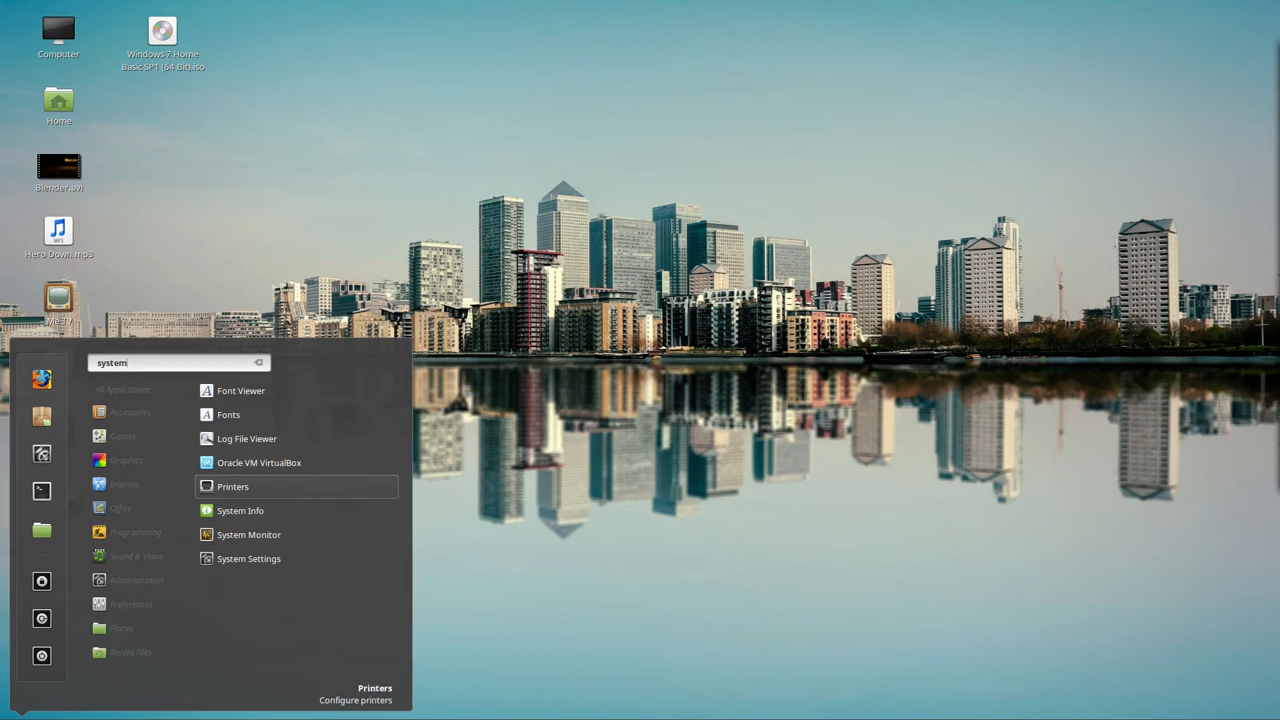 Computer
Windows 7 Home
Basic SP1 (64 Bit).iso
Home
Blender.avi
MP3
Hero Down.mp3
MeTV
system
All Applications
Accessories
Games
Graphics
Internet
Office
Programming
Sound & Video
Administration
Preferences
Places
Recent Files
Font Viewer
Fonts
Log File Viewer
Oracle VM VirtualBox
Printers
System Info
System Monitor
System Settings
Printers
Configure printers